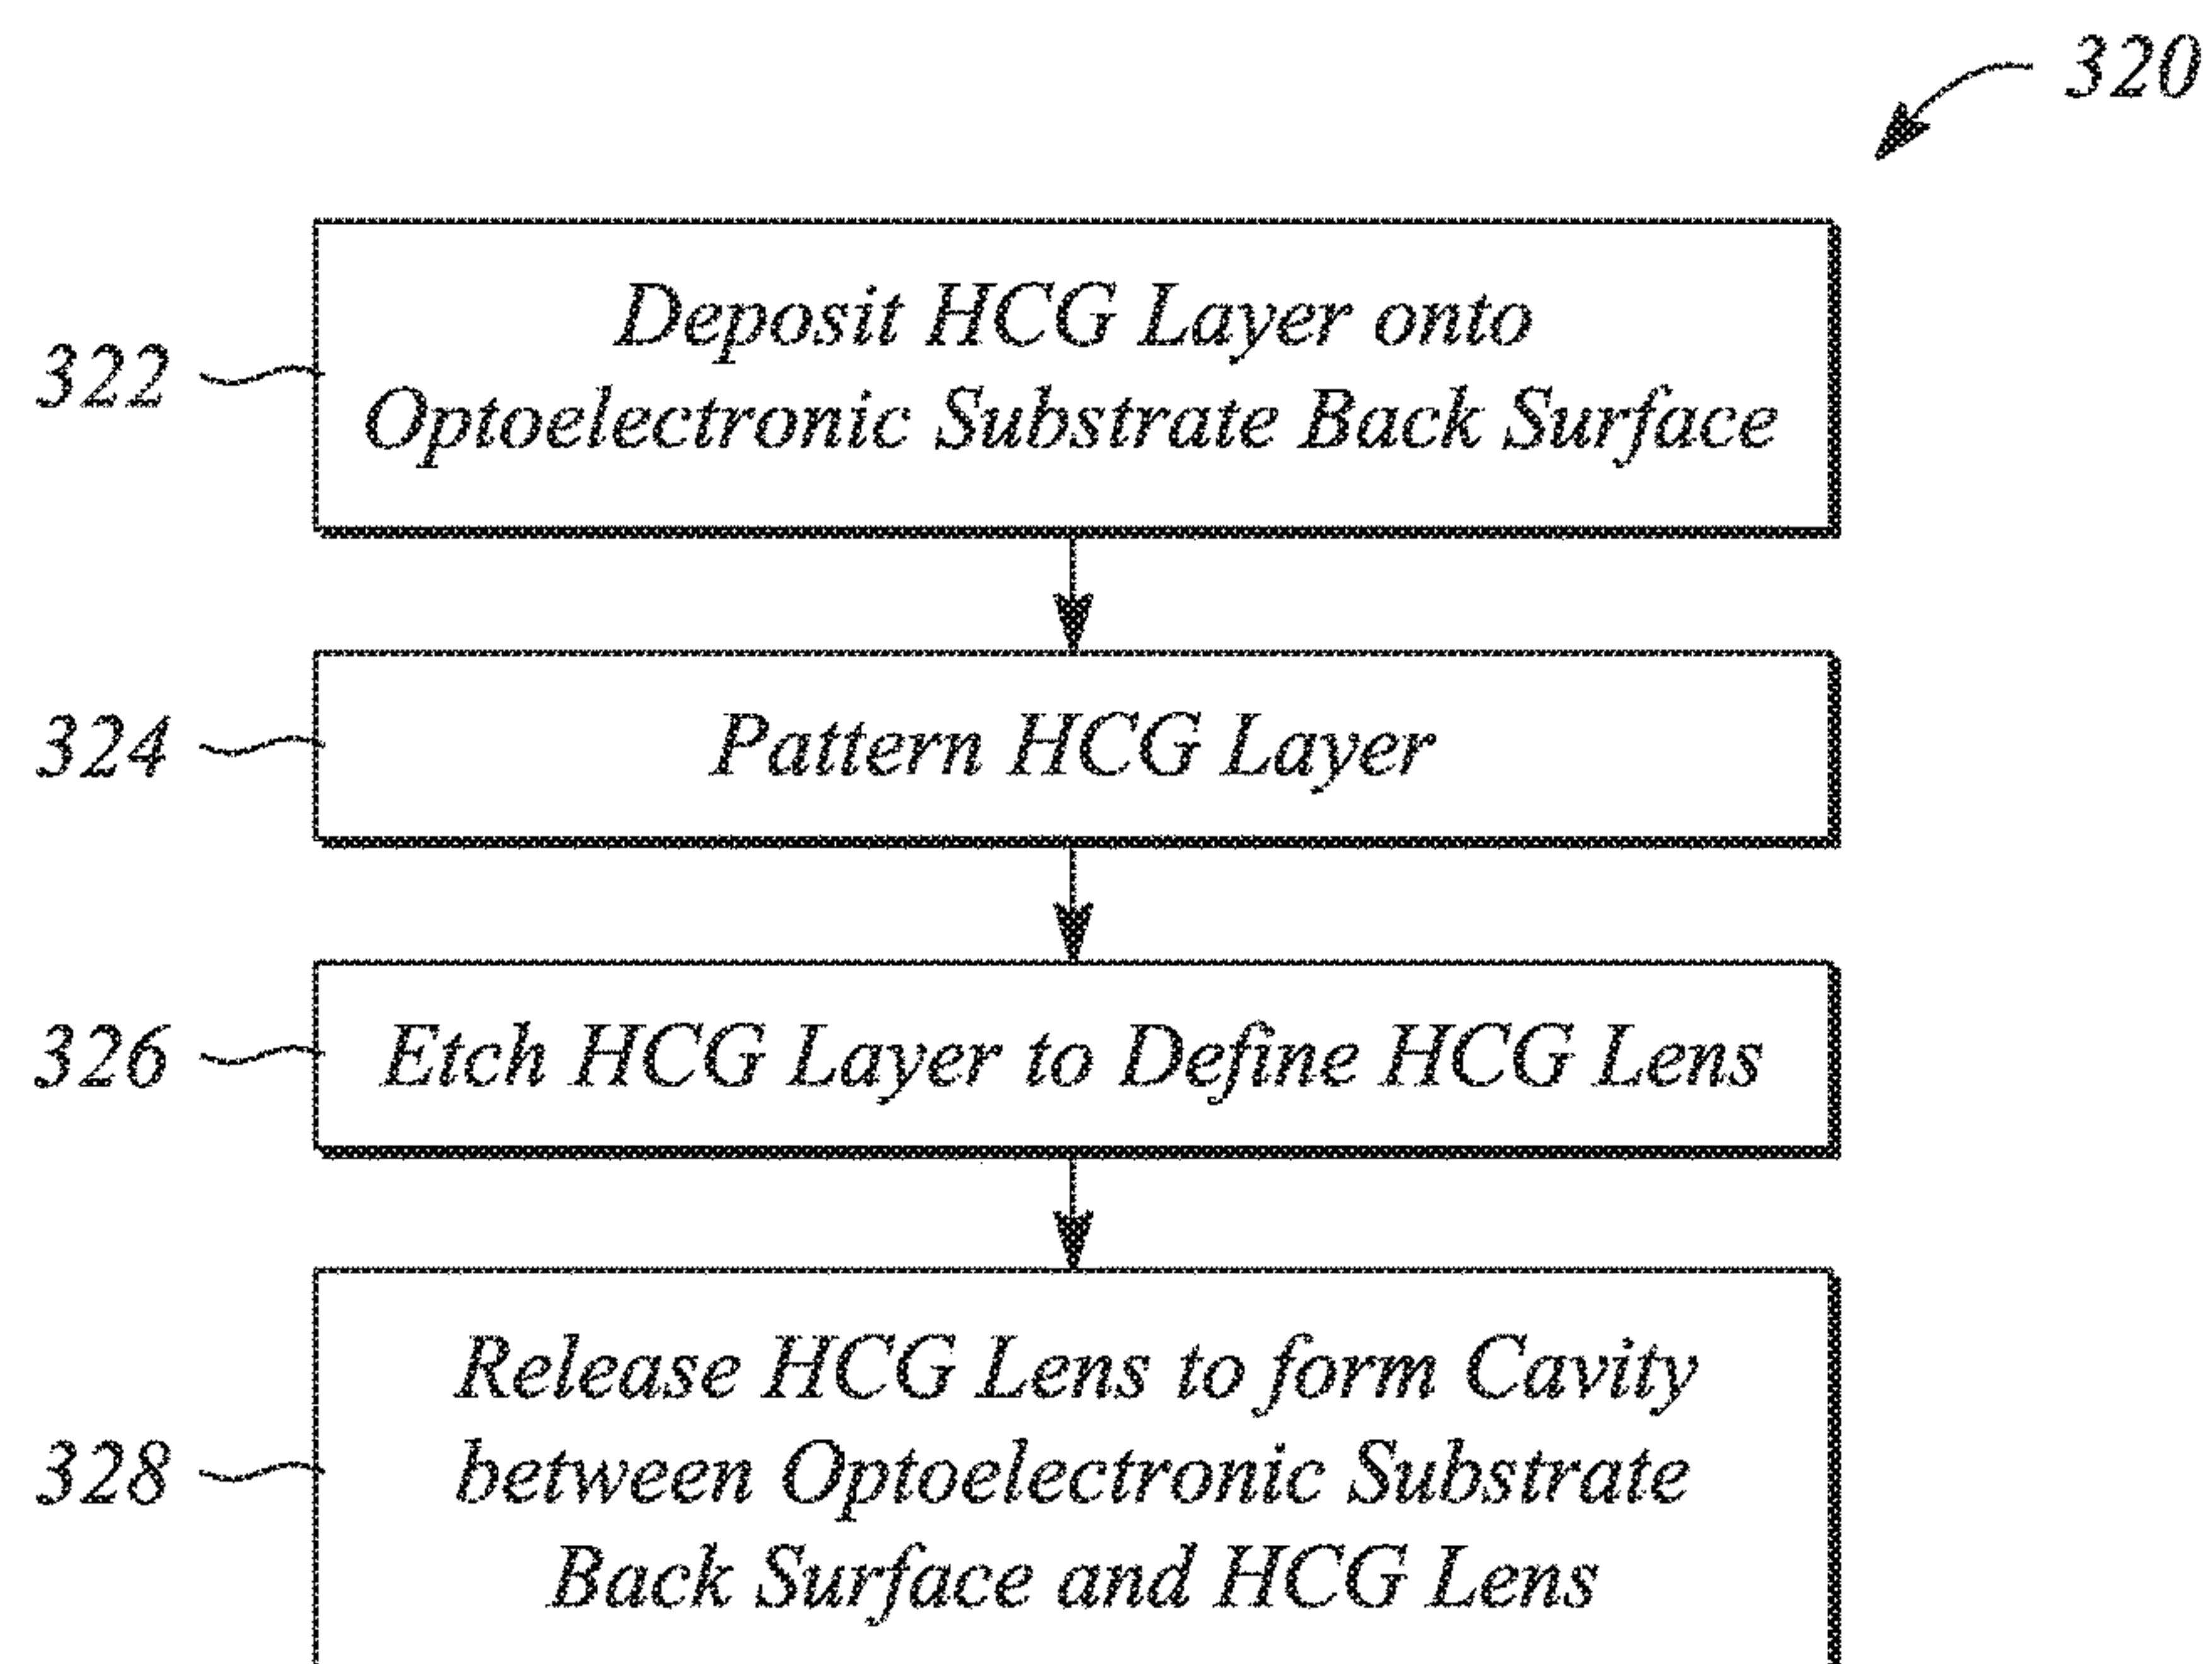 320
322
Deposit HCG Layer onto
Optoelectronic Substrate Back Surface
324
Pattern HCG Layer
326
Etch HCG Layer to Define HCG Lens
328
Release HCG Lens to form Cavity
between Optoelectronic Substrate
Back Surface and HCG Lens